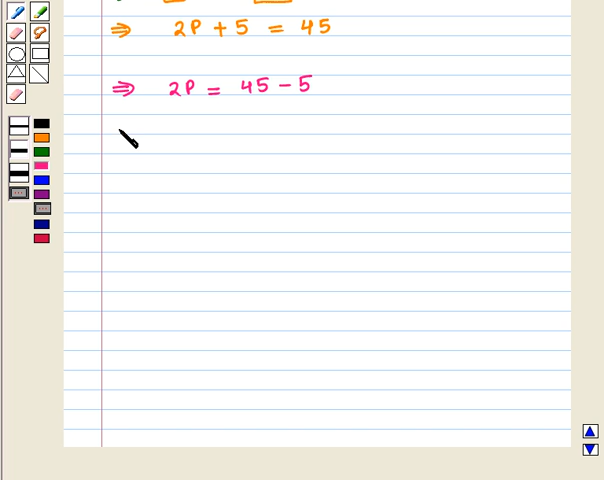 ⇒ 2P + 5 = 45
⇒ 2P = 45 - 5